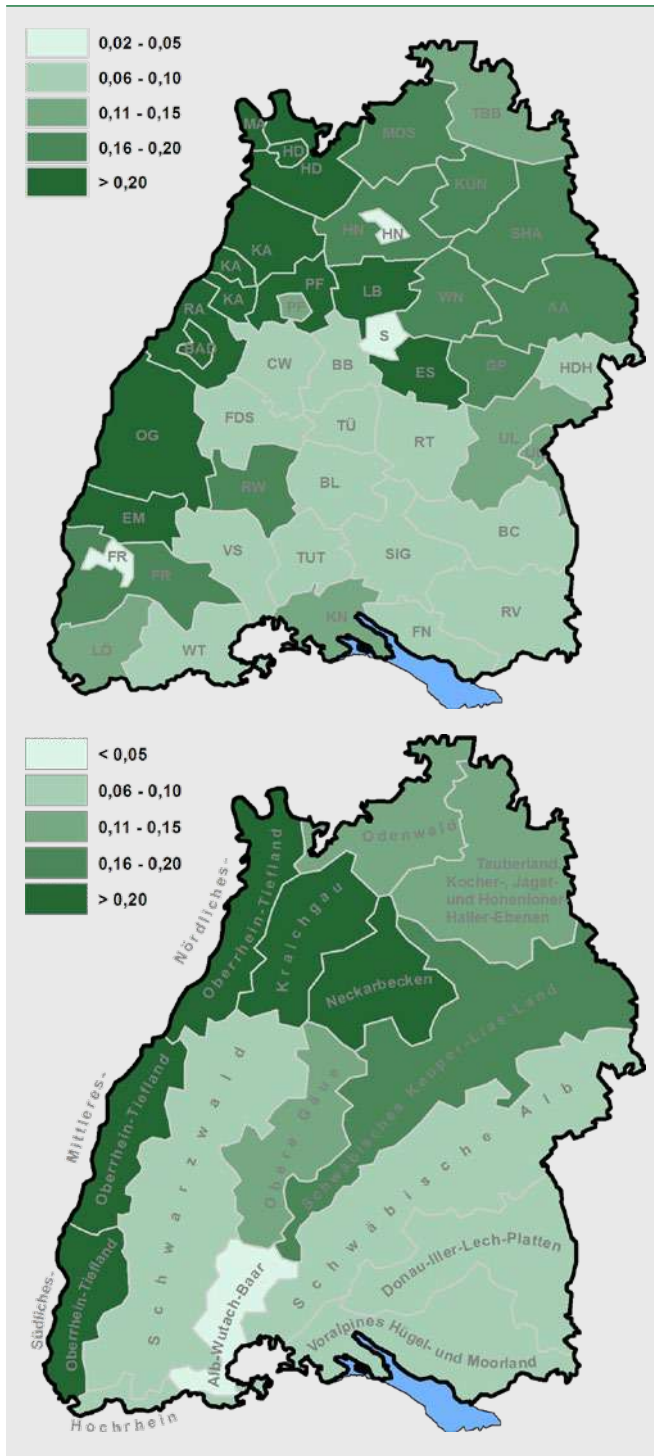 0,02 - 0,05
0,06 - 0,10
0,11 - 0,15
0,16 - 0,20
> 0,20
MA
HD
HD
MOS
TBB
KÜN
HN
HN
SHA
KA
KA
KA
PF
PF
LB
WN
AA
RA
BAD
S
CW
BB
ES
GP
HDH
FDS
TÜ
RT
UL
UL
OG
RW
BL
EM
BC
FR
FR
VS
TUT
SIG
KN
RV
FN
LÖ
WT
< 0,05
0,06 - 0,10
0,11 - 0,15
0,16 - 0,20
> 0,20
Odenwald
Tauberland,
Kocher-, Jagst-
und Hohenloher-
Haller-Ebenen
Nördliches-
Oberrhein-Tiefland
Kraichgau
Neckarbecken
Schwäbisches Keuper-Lias-Land
Mittleres-
Oberrhein-Tiefland
Schwarzwald
Obere Gäue
Schwäbische Alb
Südliches-
Oberrhein-Tiefland
Alb-Wutach-Baar
Donau-Iller-Lech-Platten
Voralpines Hügel- und Moorland
Hochrhein